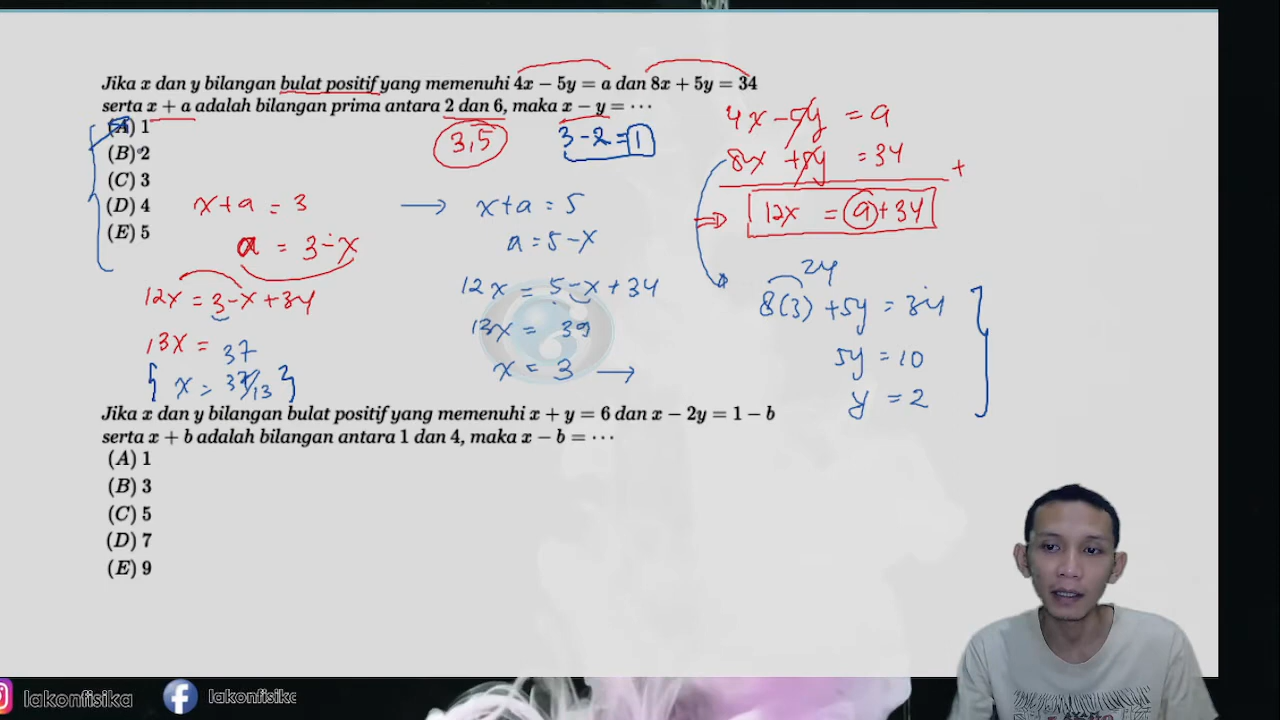 Jika x dan y bilangan bulat positif yang memenuhi 4x − 5y = a dan 8x + 5y = 34
serta x + a adalah bilangan prima antara 2 dan 6, maka x − y = ⋯
(A) 1
(B) 2
(C) 3
(D) 4
(E) 5
3,5
3-2=1
x+a = 3
a = 3-x
12x = 3-x+34
13x = 37
x = 37/13
x+a = 5
a = 5-x
12x = 5-x+34
13x = 39
x = 3
4x - 5y = a
8x + 5y = 34
+
12x = a+34
24
8(3) + 5y = 34
5y = 10
y = 2
Jika x dan y bilangan bulat positif yang memenuhi x + y = 6 dan x − 2y = 1 − b
serta x + b adalah bilangan antara 1 dan 4, maka x − b = ⋯
(A) 1
(B) 3
(C) 5
(D) 7
(E) 9
lakonfisika
lakonfisika